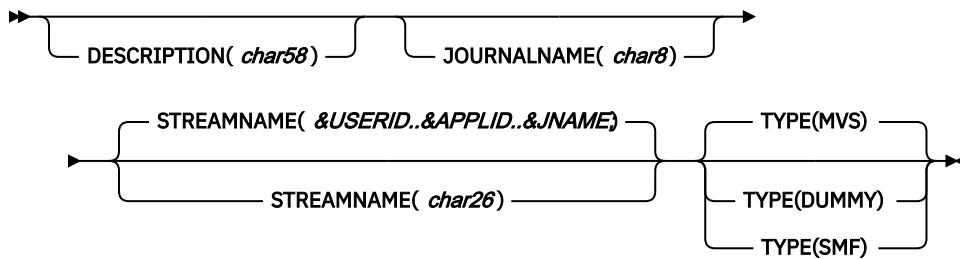 DESCRIPTION( char58 ) JOURNALNAME( char8 )
STREAMNAME( &USERID..&APPLID..&JNAME; ) TYPE(MVS)
STREAMNAME( char26 ) TYPE(DUMMY)
TYPE(SMF)